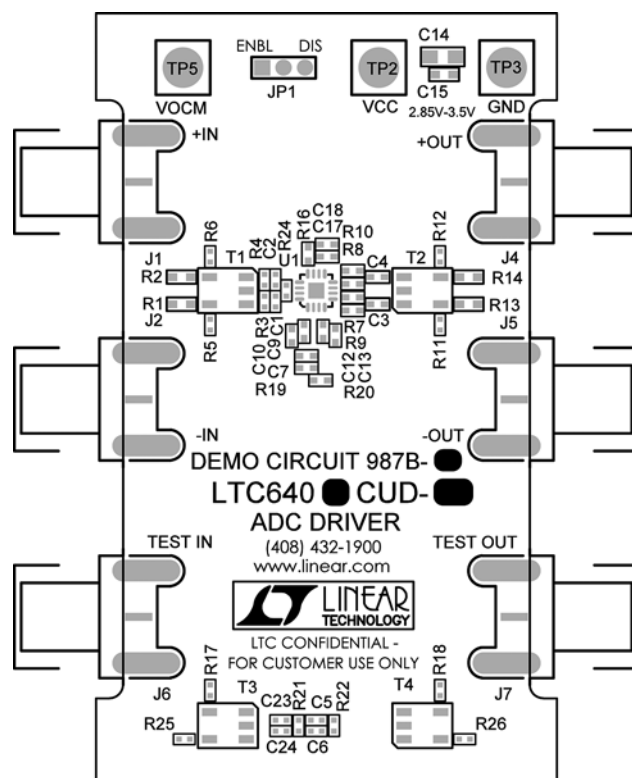 ENBL DIS
C14
TP5
TP2
TP3
JP1
C15
VOCM
VCC
2.85V-3.5V
GND
+IN
+OUT
R6
R4
C2
R24
R16
C18
C17
R10
R8
R12
J1
T1
U1
C4
T2
J4
R2
R14
R1
R13
J2
R5
R3
C1
C3
R11
J5
R7
R9
C10
C9
C7
C12
C13
R19
R20
-IN
-OUT
DEMO CIRCUIT 987B-
LTC640 CUD-
ADC DRIVER
TEST IN
TEST OUT
(408) 432-1900
www.linear.com
LT LINEAR
TECHNOLOGY
LTC CONFIDENTIAL -
FOR CUSTOMER USE ONLY
R17
R18
J6
T3
C23
R21
C5
R22
T4
J7
R25
C24
C6
R26